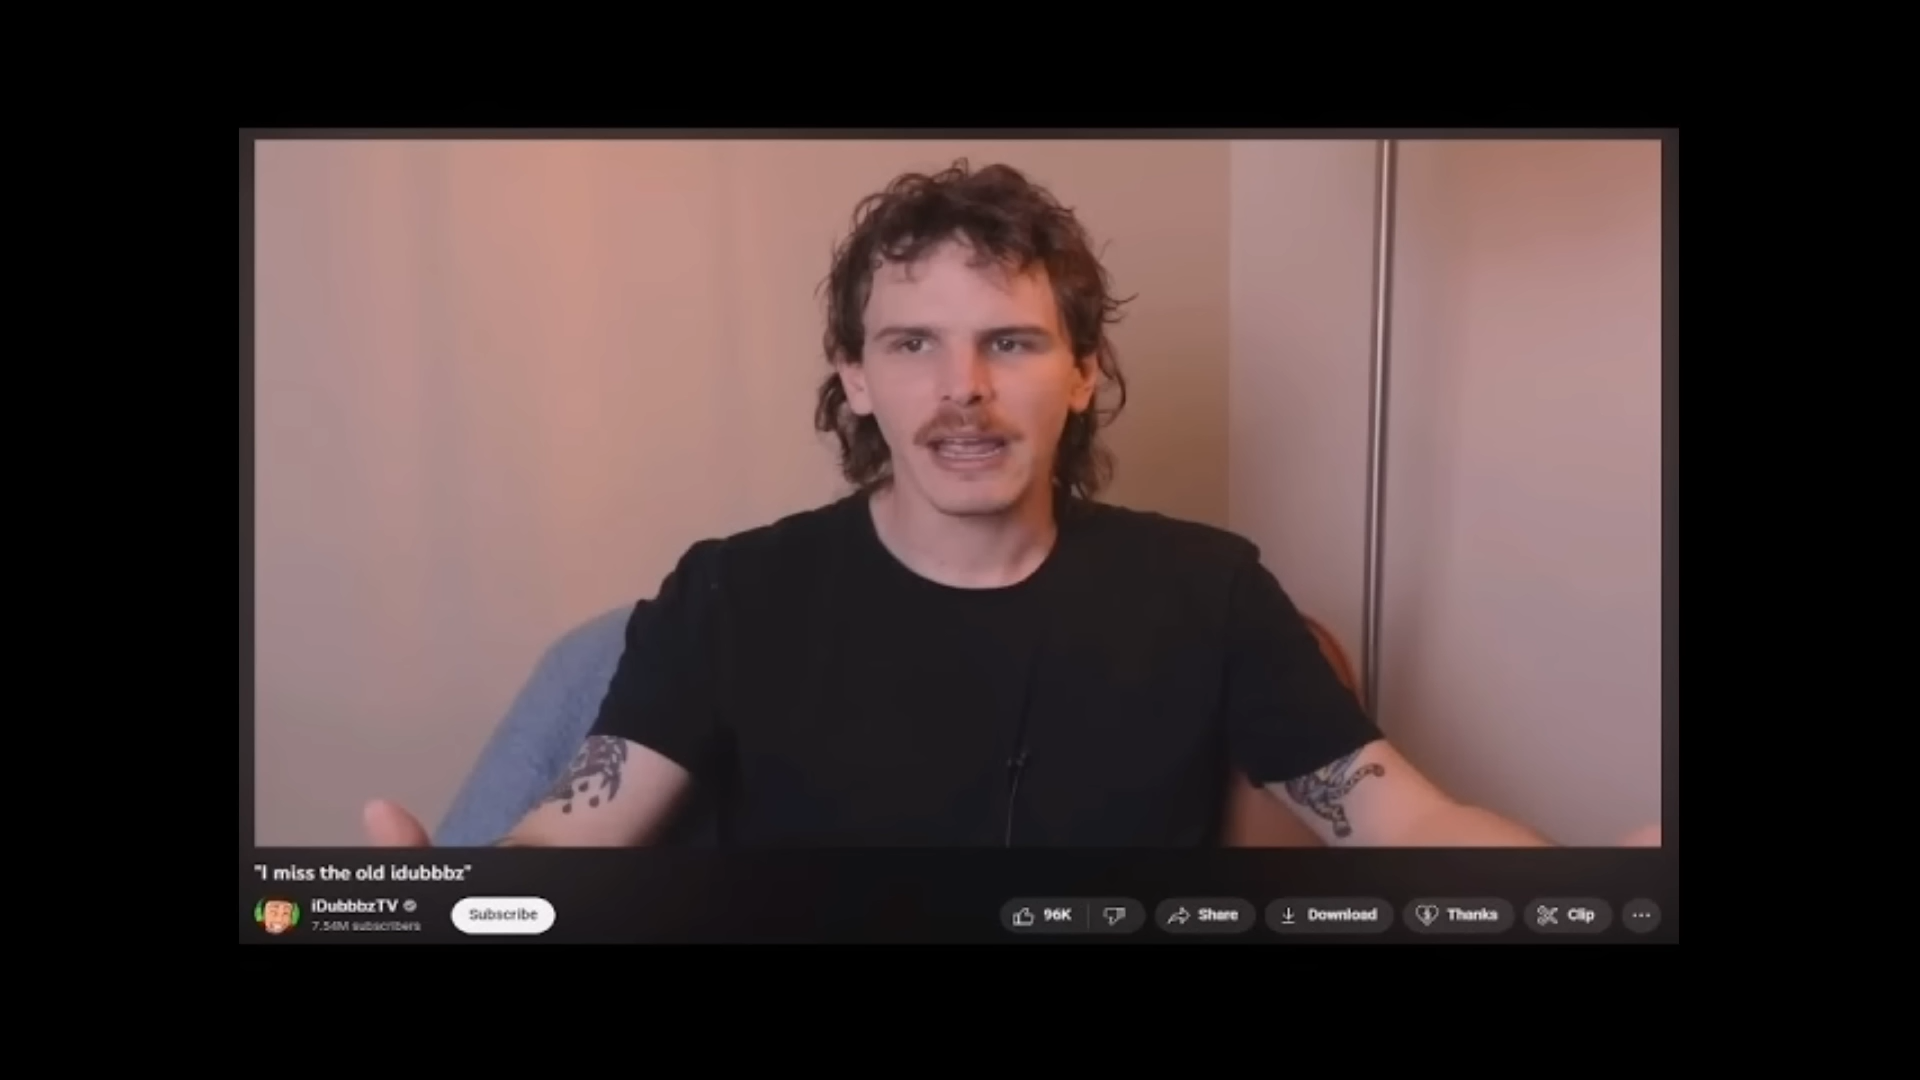 "I miss the old idubbbz"
iDubbbzTV
7.54M subscribers
Subscribe
96K
Share
Download
Thanks
Clip